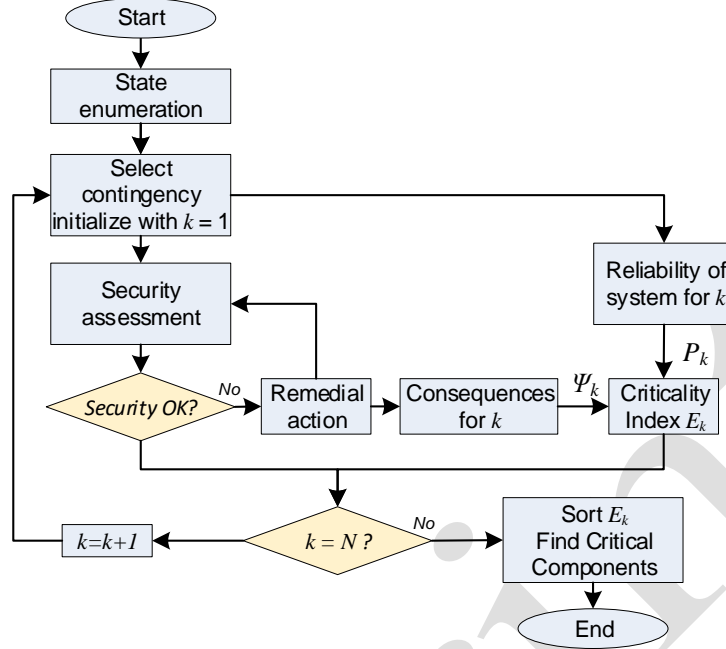 Start
State
enumeration
Select
contingency
initialize with k = 1
Security
assessment
Reliability of
system for k
P_k
Security OK?
No
Remedial
action
Consequences
for k
Ψ_k
Criticality
Index E_k
k=k+1
k = N ?
No
Sort E_k
Find Critical
Components
End